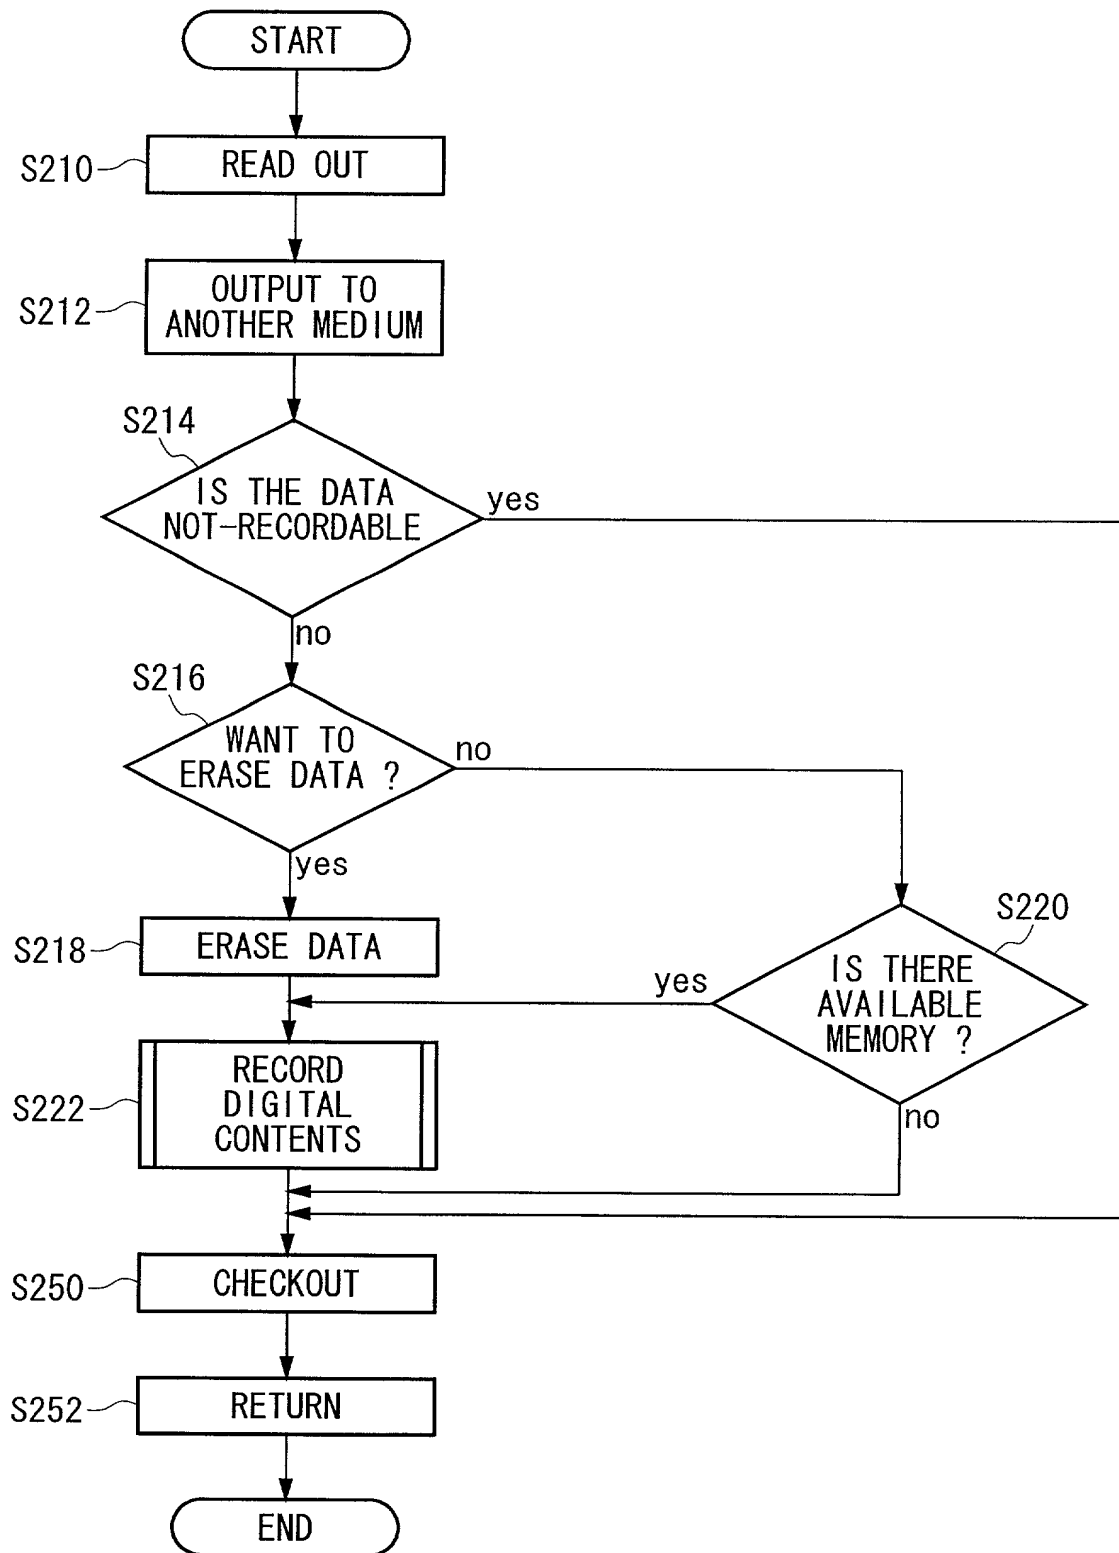 START
S210
READ OUT
S212
OUTPUT TO
ANOTHER MEDIUM
S214
IS THE DATA
NOT-RECORDABLE
yes
no
S216
WANT TO
ERASE DATA ?
no
yes
S218
ERASE DATA
S220
IS THERE
AVAILABLE
MEMORY ?
yes
no
S222
RECORD
DIGITAL
CONTENTS
S250
CHECKOUT
S252
RETURN
END